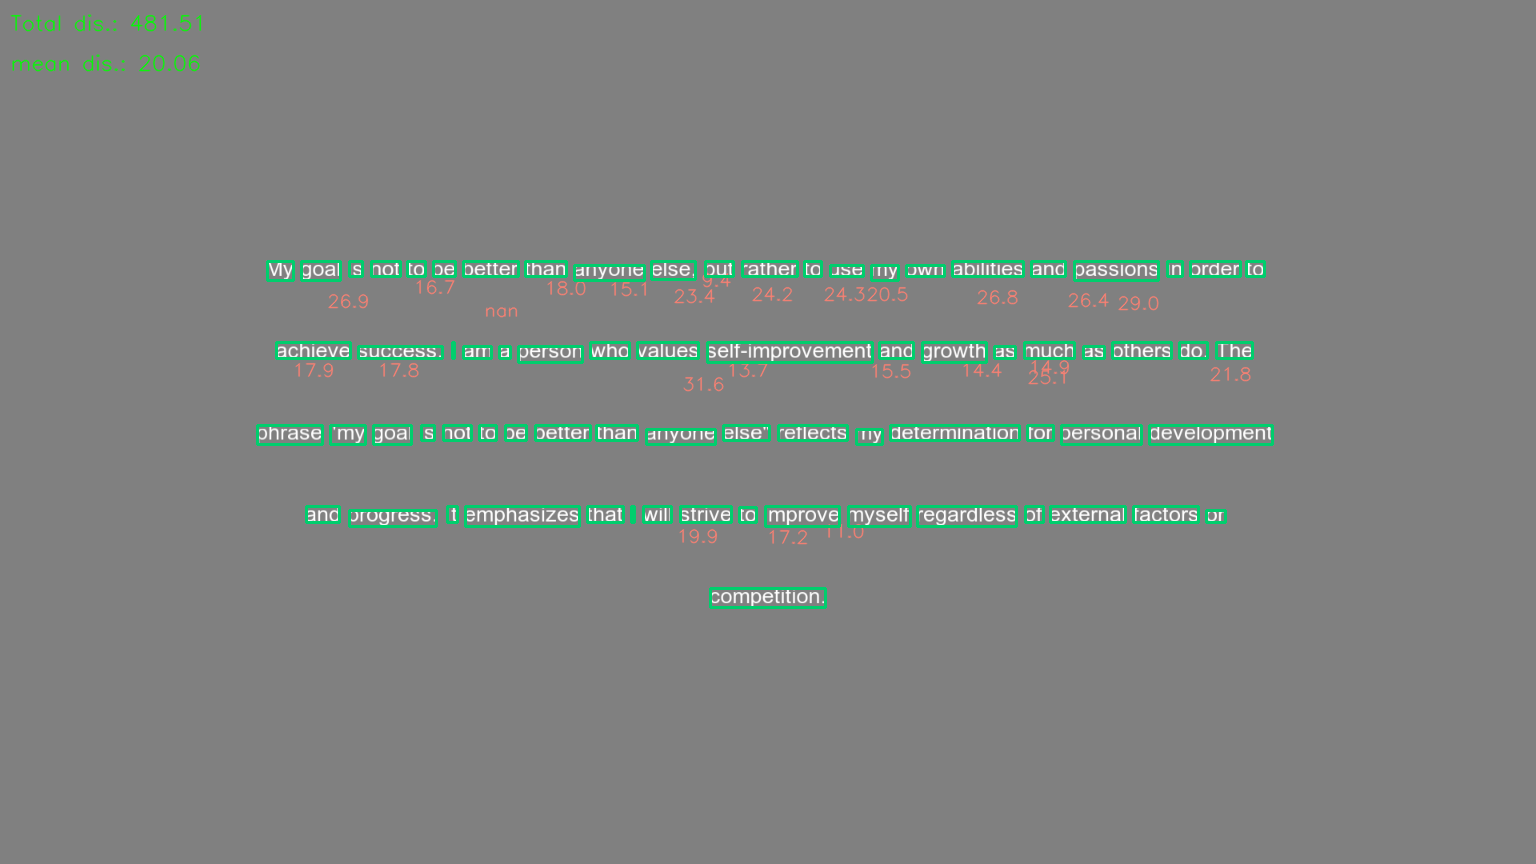 Total dis.: 481.51
mean dis.: 20.06
My goal is not to be better than anyone else, but rather to use my own abilities and passions in order to
26.9 16.7 nan 18.0 15.1 23.4 9.4 24.2 24.3 20.5 26.8 26.4 29.0
achieve success. I am a person who values self-improvement and growth as much as others do. The
17.9 17.8 31.6 13.7 15.5 14.4 14.9 25.1 21.8
phrase "my goal is not to be better than anyone else" reflects my determination for personal development
and progress. It emphasizes that I will strive to improve myself regardless of external factors or
19.9 17.2 11.0
competition.